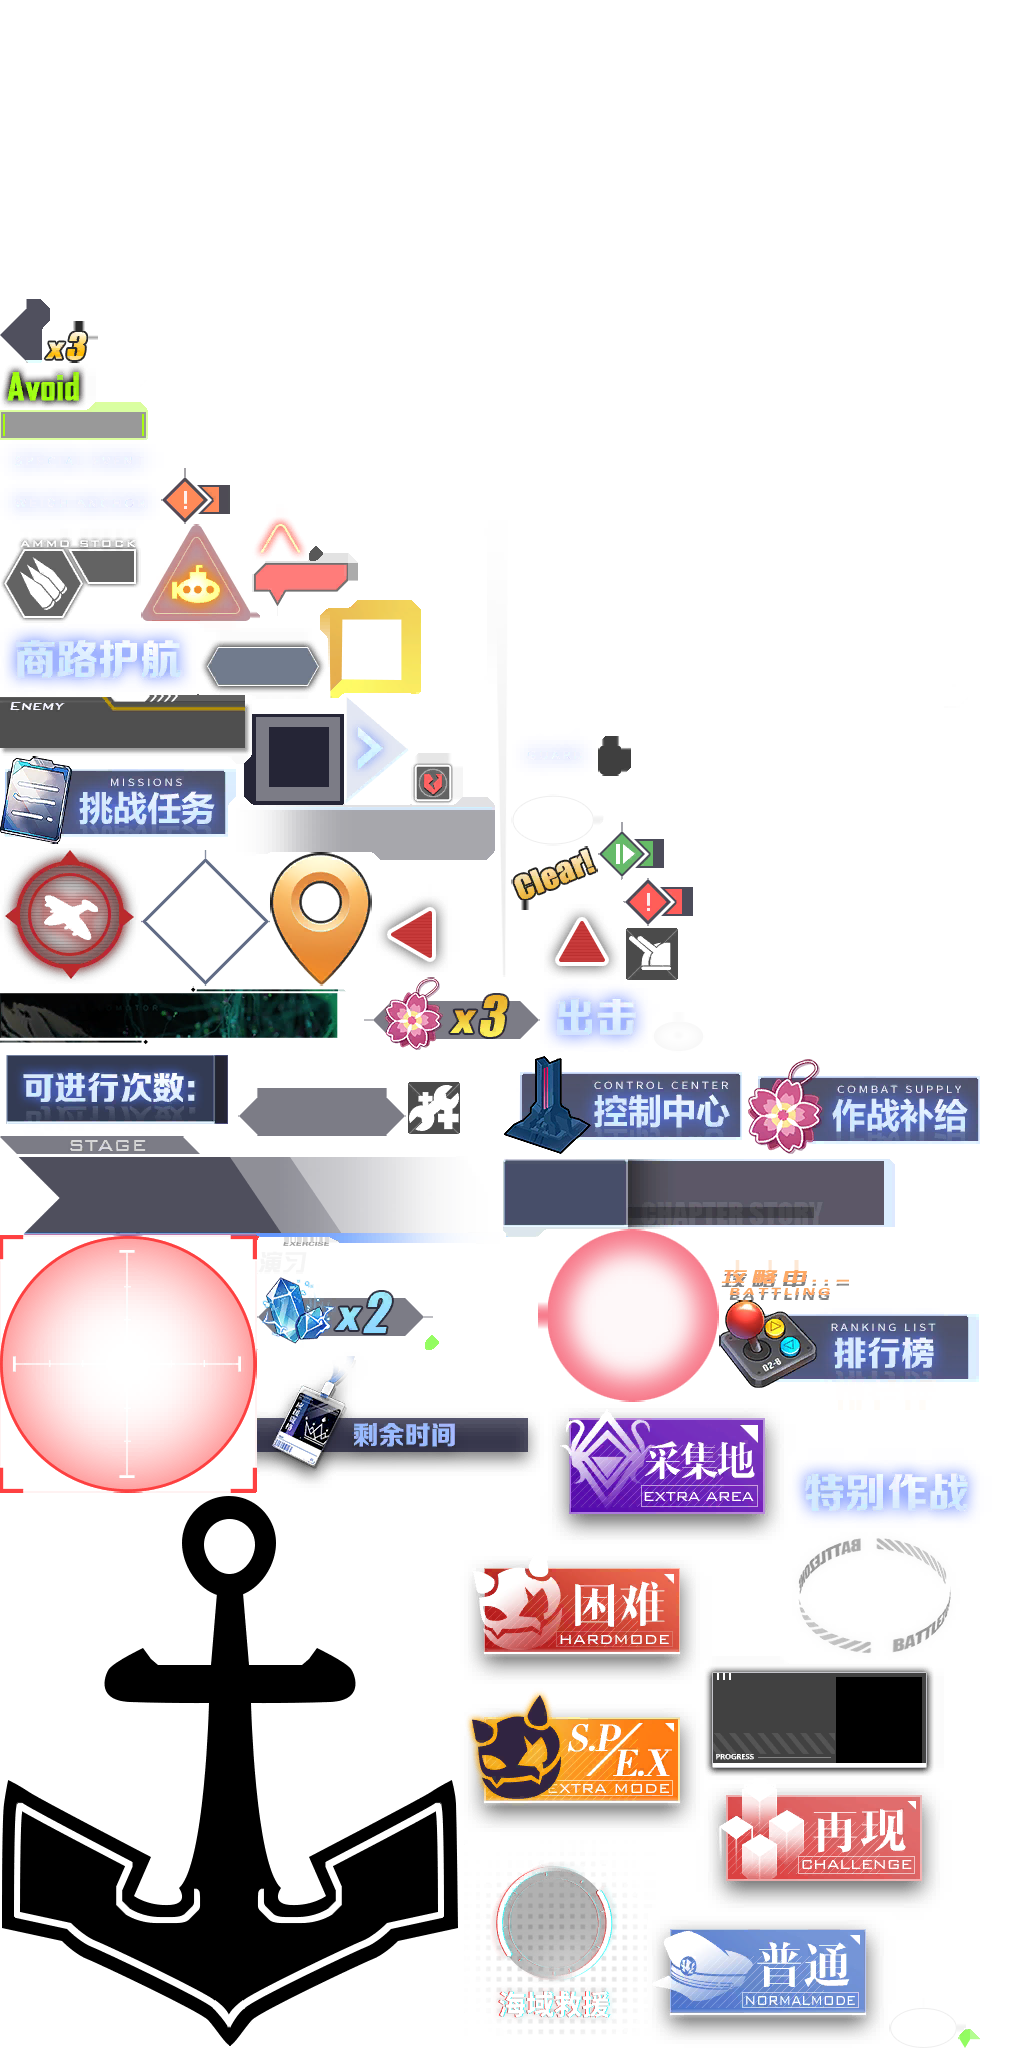 x3
Avoid
AMMO STOCK
商路护航
ENEMY
MISSIONS
挑战任务
Clear!
x3
出击
可进行次数:
CONTROL CENTER
控制中心
COMBAT SUPPLY
作战补给
STAGE
CHAPTER STORY
EXERCISE
演习
x2
攻略中...
BATTLING
RANKING LIST
排行榜
02-8
剩余时间
采集地
EXTRA AREA
特别作战
困难
HARDMODE
BATTLE
PROGRESS
S.P/E.X
EXTRA MODE
再现
CHALLENGE
海域救援
普通
NORMALMODE